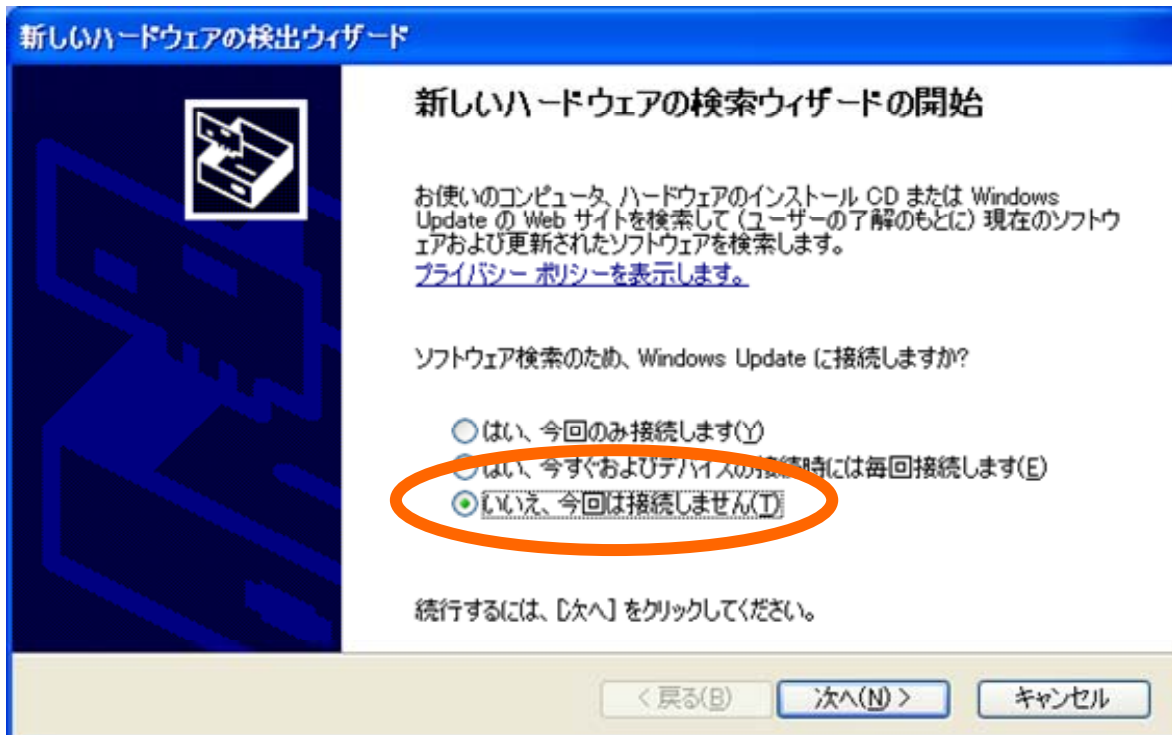 新しいハードウェアの検出ウィザード
新しいハードウェアの検索ウィザードの開始
お使いのコンピュータ、ハードウェアのインストール CD または Windows
Update の Web サイトを検索して (ユーザーの了解のもとに) 現在のソフトウ
ェアおよび更新されたソフトウェアを検索します。
プライバシー ポリシーを表示します。
ソフトウェア検索のため、Windows Update に接続しますか?
はい、今回のみ接続します(Y)
はい、今すぐおよびデバイスの接続時には毎回接続します(E)
いいえ、今回は接続しません(T)
続行するには、[次へ] をクリックしてください。
< 戻る(B) 次へ(N) > キャンセル